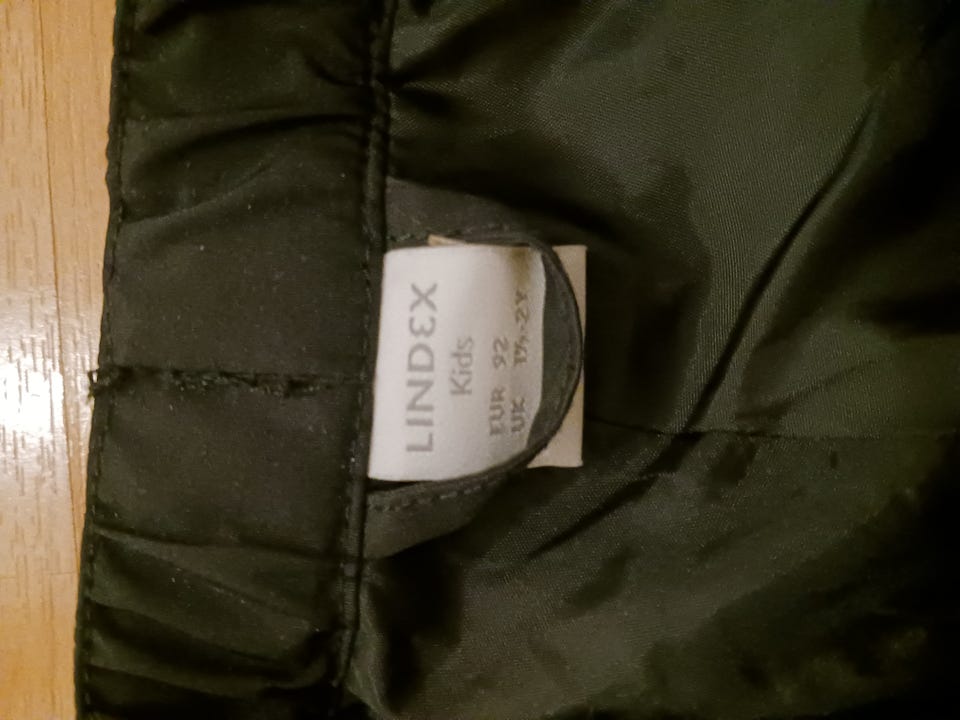 LINDEX
Kids
EUR 92
UK 1½-2Y